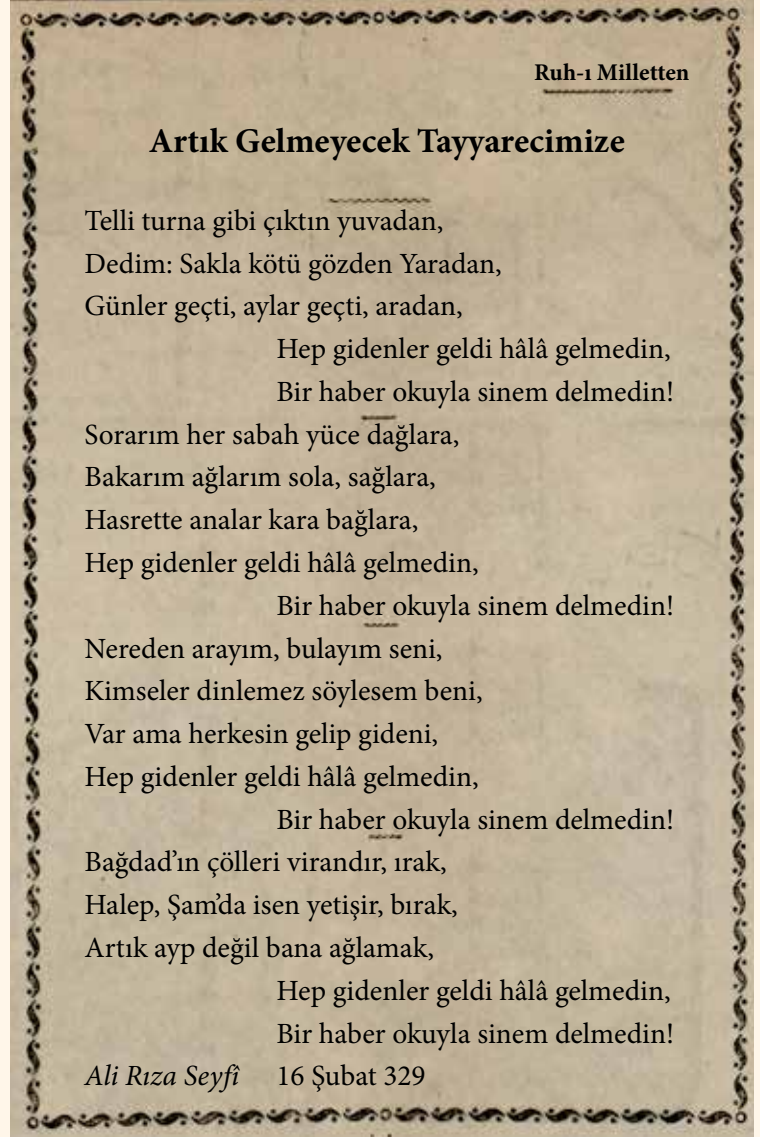 Ruh-ı Milletten
Artık Gelmeyecek Tayyarecimize
Telli turna gibi çıktın yuvadan,
Dedim: Sakla kötü gözden Yaradan,
Günler geçti, aylar geçti, aradan,
Hep gidenler geldi hâlâ gelmedin,
Bir haber okuyla sinem delmedin!
Sorarım her sabah yüce dağlara,
Bakarım ağlarım sola, sağlara,
Hasrette analar kara bağlara,
Hep gidenler geldi hâlâ gelmedin,
Bir haber okuyla sinem delmedin!
Nereden arayım, bulayım seni,
Kimseler dinlemez söylesem beni,
Var ama herkesin gelip gideni,
Hep gidenler geldi hâlâ gelmedin,
Bir haber okuyla sinem delmedin!
Bağdad’ın çölleri virandır, ırak,
Halep, Şam’da isen yetişir, bırak,
Artık ayp değil bana ağlamak,
Hep gidenler geldi hâlâ gelmedin,
Bir haber okuyla sinem delmedin!
Ali Rıza Seyfî 16 Şubat 329